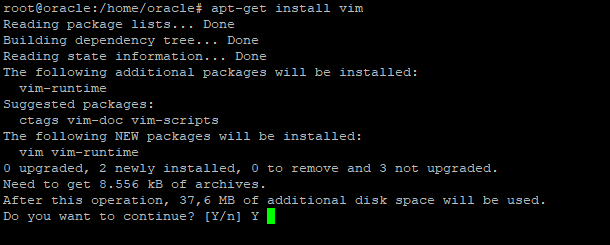 root@oracle:/home/oracle# apt-get install vim
Reading package lists... Done
Building dependency tree... Done
Reading state information... Done
The following additional packages will be installed:
  vim-runtime
Suggested packages:
  ctags vim-doc vim-scripts
The following NEW packages will be installed:
  vim vim-runtime
0 upgraded, 2 newly installed, 0 to remove and 3 not upgraded.
Need to get 8.556 kB of archives.
After this operation, 37,6 MB of additional disk space will be used.
Do you want to continue? [Y/n] Y